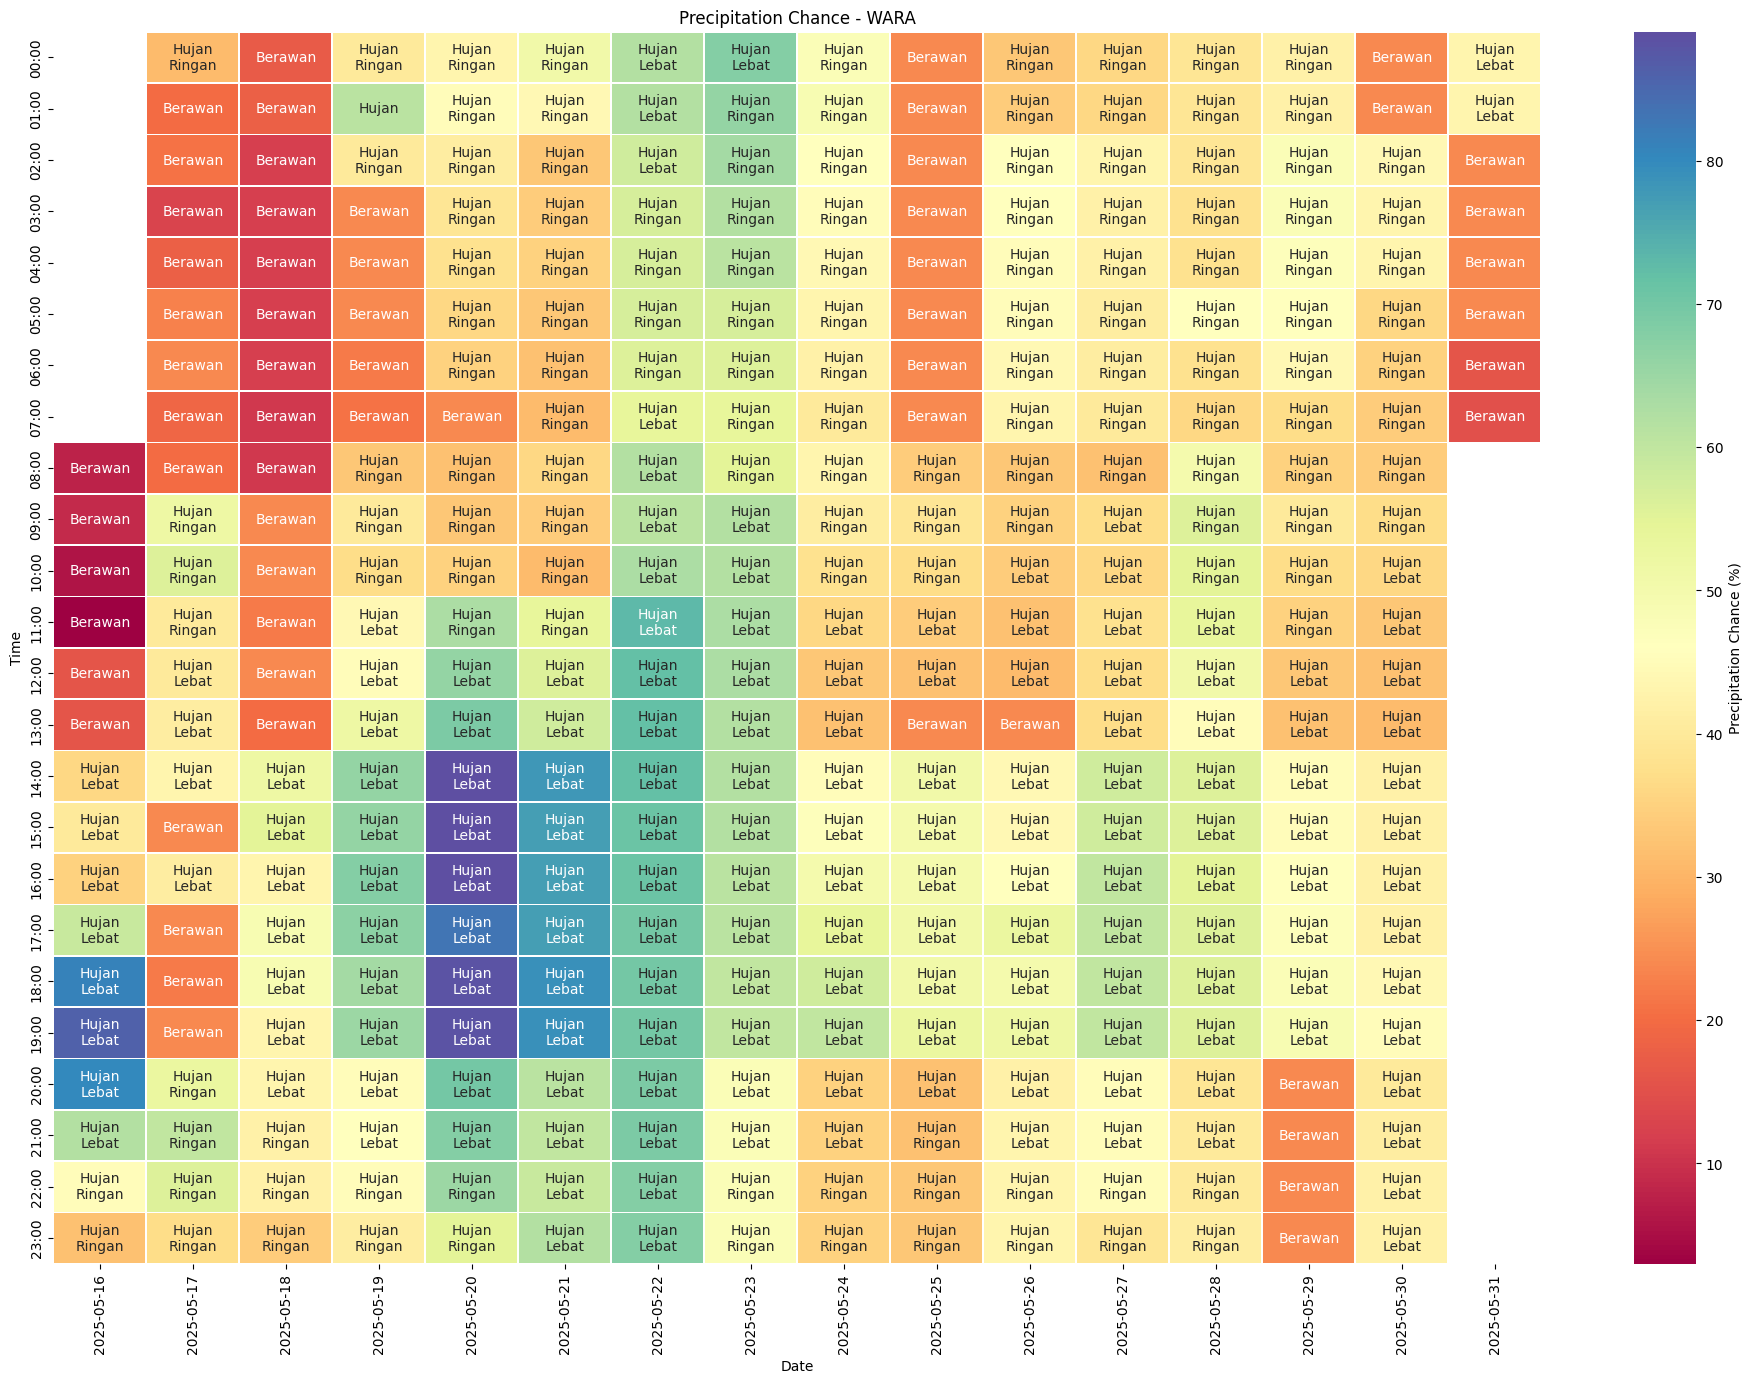 Precipitation Chance - WARA
00:00 Hujan Ringan Berawan Hujan Ringan Hujan Ringan Hujan Ringan Hujan Lebat Hujan Lebat Hujan Ringan Berawan Hujan Ringan Hujan Ringan Hujan Ringan Hujan Ringan Berawan Hujan Lebat
01:00 Berawan Berawan Hujan Hujan Ringan Hujan Ringan Hujan Lebat Hujan Ringan Hujan Ringan Berawan Hujan Ringan Hujan Ringan Hujan Ringan Hujan Ringan Berawan Hujan Lebat
02:00 Berawan Berawan Hujan Ringan Hujan Ringan Hujan Ringan Hujan Lebat Hujan Ringan Hujan Ringan Berawan Hujan Ringan Hujan Ringan Hujan Ringan Hujan Ringan Hujan Ringan Berawan
03:00 Berawan Berawan Berawan Hujan Ringan Hujan Ringan Hujan Ringan Hujan Ringan Hujan Ringan Berawan Hujan Ringan Hujan Ringan Hujan Ringan Hujan Ringan Hujan Ringan Berawan
04:00 Berawan Berawan Berawan Hujan Ringan Hujan Ringan Hujan Ringan Hujan Ringan Hujan Ringan Berawan Hujan Ringan Hujan Ringan Hujan Ringan Hujan Ringan Hujan Ringan Berawan
05:00 Berawan Berawan Berawan Hujan Ringan Hujan Ringan Hujan Ringan Hujan Ringan Hujan Ringan Berawan Hujan Ringan Hujan Ringan Hujan Ringan Hujan Ringan Hujan Ringan Berawan
06:00 Berawan Berawan Berawan Hujan Ringan Hujan Ringan Hujan Ringan Hujan Ringan Hujan Ringan Berawan Hujan Ringan Hujan Ringan Hujan Ringan Hujan Ringan Hujan Ringan Berawan
07:00 Berawan Berawan Berawan Berawan Hujan Ringan Hujan Lebat Hujan Ringan Hujan Ringan Berawan Hujan Ringan Hujan Ringan Hujan Ringan Hujan Ringan Hujan Ringan Berawan
08:00 Berawan Berawan Berawan Hujan Ringan Hujan Ringan Hujan Ringan Hujan Lebat Hujan Ringan Hujan Ringan Hujan Ringan Hujan Ringan Hujan Ringan Hujan Ringan Hujan Ringan Hujan Ringan
09:00 Berawan Hujan Ringan Berawan Hujan Ringan Hujan Ringan Hujan Ringan Hujan Lebat Hujan Lebat Hujan Ringan Hujan Ringan Hujan Ringan Hujan Lebat Hujan Ringan Hujan Ringan Hujan Ringan
10:00 Berawan Hujan Ringan Berawan Hujan Ringan Hujan Ringan Hujan Ringan Hujan Lebat Hujan Lebat Hujan Ringan Hujan Ringan Hujan Lebat Hujan Lebat Hujan Ringan Hujan Ringan Hujan Lebat
11:00 Berawan Hujan Ringan Berawan Hujan Lebat Hujan Ringan Hujan Ringan Hujan Lebat Hujan Lebat Hujan Lebat Hujan Lebat Hujan Lebat Hujan Lebat Hujan Lebat Hujan Ringan Hujan Lebat
12:00 Berawan Hujan Lebat Berawan Hujan Lebat Hujan Lebat Hujan Lebat Hujan Lebat Hujan Lebat Hujan Lebat Hujan Lebat Hujan Lebat Hujan Lebat Hujan Lebat Hujan Lebat Hujan Lebat
13:00 Berawan Hujan Lebat Berawan Hujan Lebat Hujan Lebat Hujan Lebat Hujan Lebat Hujan Lebat Hujan Lebat Berawan Berawan Hujan Lebat Hujan Lebat Hujan Lebat Hujan Lebat
14:00 Hujan Lebat Hujan Lebat Hujan Lebat Hujan Lebat Hujan Lebat Hujan Lebat Hujan Lebat Hujan Lebat Hujan Lebat Hujan Lebat Hujan Lebat Hujan Lebat Hujan Lebat Hujan Lebat Hujan Lebat
15:00 Hujan Lebat Berawan Hujan Lebat Hujan Lebat Hujan Lebat Hujan Lebat Hujan Lebat Hujan Lebat Hujan Lebat Hujan Lebat Hujan Lebat Hujan Lebat Hujan Lebat Hujan Lebat Hujan Lebat
16:00 Hujan Lebat Hujan Lebat Hujan Lebat Hujan Lebat Hujan Lebat Hujan Lebat Hujan Lebat Hujan Lebat Hujan Lebat Hujan Lebat Hujan Lebat Hujan Lebat Hujan Lebat Hujan Lebat Hujan Lebat
17:00 Hujan Lebat Berawan Hujan Lebat Hujan Lebat Hujan Lebat Hujan Lebat Hujan Lebat Hujan Lebat Hujan Lebat Hujan Lebat Hujan Lebat Hujan Lebat Hujan Lebat Hujan Lebat Hujan Lebat
18:00 Hujan Lebat Berawan Hujan Lebat Hujan Lebat Hujan Lebat Hujan Lebat Hujan Lebat Hujan Lebat Hujan Lebat Hujan Lebat Hujan Lebat Hujan Lebat Hujan Lebat Hujan Lebat Hujan Lebat
19:00 Hujan Lebat Berawan Hujan Lebat Hujan Lebat Hujan Lebat Hujan Lebat Hujan Lebat Hujan Lebat Hujan Lebat Hujan Lebat Hujan Lebat Hujan Lebat Hujan Lebat Hujan Lebat Hujan Lebat
20:00 Hujan Lebat Hujan Ringan Hujan Lebat Hujan Lebat Hujan Lebat Hujan Lebat Hujan Lebat Hujan Lebat Hujan Lebat Hujan Lebat Hujan Lebat Hujan Lebat Hujan Lebat Berawan Hujan Lebat
21:00 Hujan Lebat Hujan Ringan Hujan Ringan Hujan Lebat Hujan Lebat Hujan Lebat Hujan Lebat Hujan Lebat Hujan Lebat Hujan Ringan Hujan Lebat Hujan Lebat Hujan Lebat Berawan Hujan Lebat
22:00 Hujan Ringan Hujan Ringan Hujan Ringan Hujan Ringan Hujan Ringan Hujan Lebat Hujan Lebat Hujan Ringan Hujan Ringan Hujan Ringan Hujan Ringan Hujan Ringan Hujan Ringan Berawan Hujan Lebat
23:00 Hujan Ringan Hujan Ringan Hujan Ringan Hujan Ringan Hujan Ringan Hujan Lebat Hujan Lebat Hujan Ringan Hujan Ringan Hujan Ringan Hujan Ringan Hujan Ringan Hujan Ringan Berawan Hujan Lebat
Time
2025-05-16 2025-05-17 2025-05-18 2025-05-19 2025-05-20 2025-05-21 2025-05-22 2025-05-23 2025-05-24 2025-05-25 2025-05-26 2025-05-27 2025-05-28 2025-05-29 2025-05-30 2025-05-31
Date
80
70
60
50
40
30
20
10
Precipitation Chance (%)